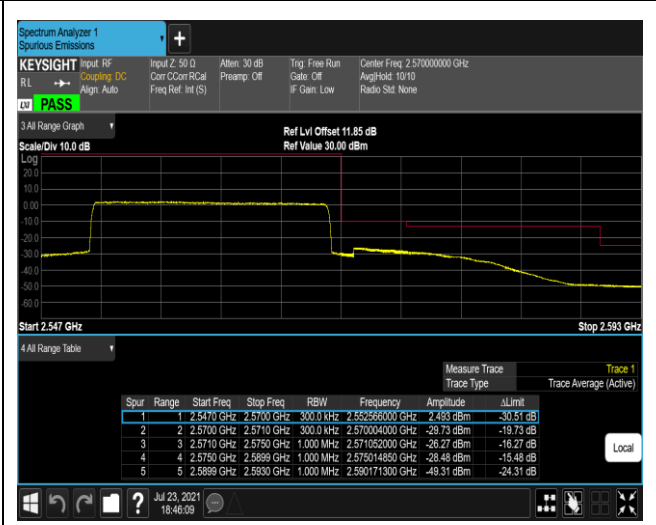 Spectrum Analyzer 1
Spurious Emissions
KEYSIGHT Input: RF Input Z: 50 Ω Atten: 30 dB Trig: Free Run Center Freq: 2.570000000 GHz
Coupling: DC Corr CCorr RCal Preamp: Off Gate: Off Avg|Hold: 10/10
R L Align: Auto Freq Ref: Int (S) IF Gain: Low Radio Std: None
LXI PASS
3 All Range Graph
Ref Lvl Offset 11.85 dB
Scale/Div 10.0 dB Ref Value 30.00 dBm
Log
20.0
10.0
0.00
-10.0
-20.0
-30.0
-40.0
-50.0
-60.0
Start 2.547 GHz Stop 2.593 GHz
4 All Range Table
Measure Trace Trace 1
Trace Type Trace Average (Active)
Spur Range Start Freq Stop Freq RBW Frequency Amplitude ΔLimit
1 1 2.5470 GHz 2.5700 GHz 300.0 kHz 2.552566000 GHz 2.493 dBm -30.51 dB
2 2 2.5700 GHz 2.5710 GHz 300.0 kHz 2.570004000 GHz -29.73 dBm -19.73 dB
3 3 2.5710 GHz 2.5750 GHz 1.000 MHz 2.571052000 GHz -26.27 dBm -16.27 dB
4 4 2.5750 GHz 2.5899 GHz 1.000 MHz 2.575014850 GHz -28.48 dBm -15.48 dB
5 5 2.5899 GHz 2.5930 GHz 1.000 MHz 2.590171300 GHz -49.31 dBm -24.31 dB
Local
Jul 23, 2021
18:46:09